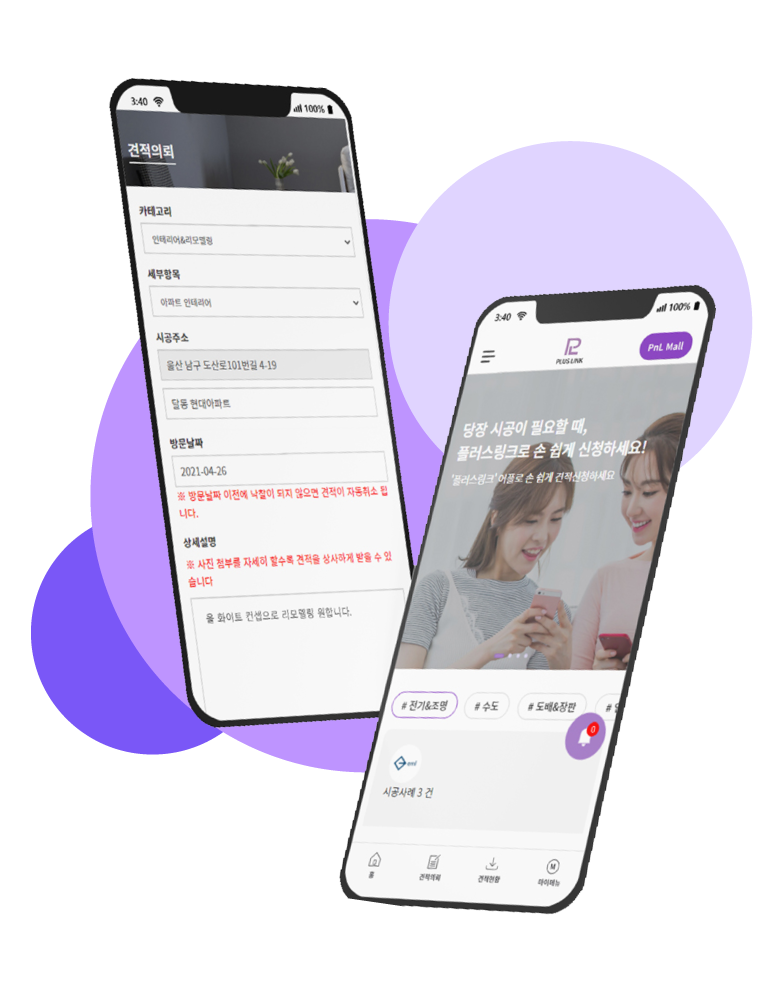 3:40
100%
견적의뢰
카테고리
인테리어&리모델링
세부항목
아파트 인테리어
시공주소
울산 남구 도산로101번길 4-19
달동 현대아파트
방문날짜
2021-04-26
※ 방문날짜 이전에 낙찰이 되지 않으면 견적이 자동취소 됩
니다.
상세설명
※ 사진 첨부를 자세히 할수록 견적을 상사하게 받을 수 있
습니다
올 화이트 컨셉으로 리모델링 원합니다.
3:40
100%
PLUS LINK
PnL Mall
당장 시공이 필요할 때,
플러스링크로 손 쉽게 신청하세요!
'플러스링크' 어플로 손 쉽게 견적신청하세요
# 전기&조명
# 수도
# 도배&장판
#
0
eml
시공사례 3 건
홈
견적의뢰
견적현황
M
마이메뉴